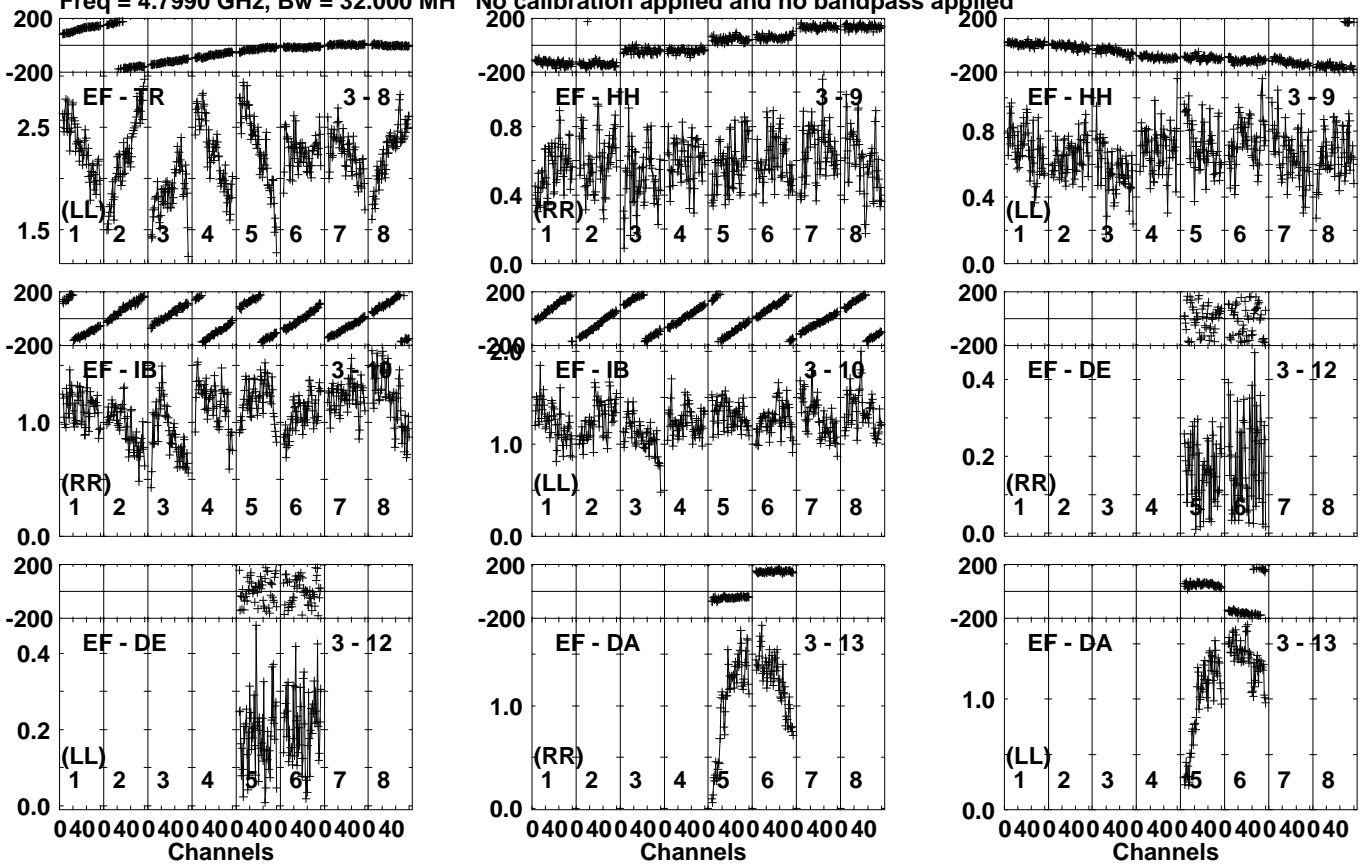 Freq = 4.7990 GHz, Bw = 32.000 MH No calibration applied and no bandpass applied
-200
EF - TR 3 - 8
2.5
1.5
(LL)
1 2 3 4 5 6 7 8
-200
EF - HH 3 - 9
0.8
0.4
0.0
(RR)
1 2 3 4 5 6 7 8
-200
EF - HH 3 - 9
0.8
0.4
0.0
(LL)
1 2 3 4 5 6 7 8
200
-200
EF - IB 3 - 10
1.0
0.0
(RR)
1 2 3 4 5 6 7 8
200
-200
2.0
EF - IB 3 - 10
1.0
0.0
(LL)
1 2 3 4 5 6 7 8
200
-200
EF - DE 3 - 12
0.4
0.2
0.0
(RR)
1 2 3 4 5 6 7 8
200
-200
EF - DE 3 - 12
0.4
0.2
0.0
(LL)
1 2 3 4 5 6 7 8
0 40 0 40 0 40 0 40 0 40 0 40 0 40 0 40
Channels
200
-200
EF - DA 3 - 13
1.0
0.0
(RR)
1 2 3 4 5 6 7 8
0 40 0 40 0 40 0 40 0 40 0 40 0 40 0 40
Channels
200
-200
EF - DA 3 - 13
1.0
0.0
(LL)
1 2 3 4 5 6 7 8
0 40 0 40 0 40 0 40 0 40 0 40 0 40 0 40
Channels